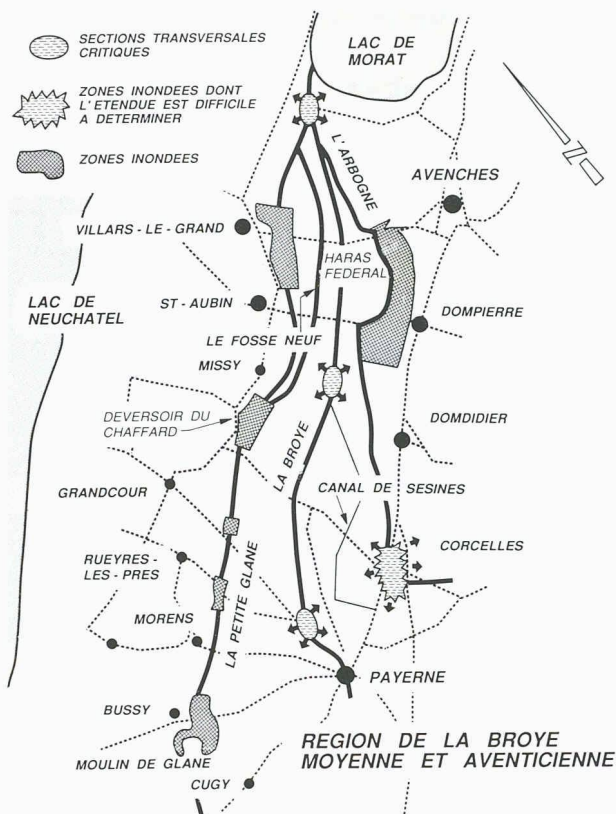 SECTIONS TRANSVERSALES
CRITIQUES
ZONES INONDEES DONT
L'ETENDUE EST DIFFICILE
A DETERMINER
ZONES INONDEES
LAC DE
MORAT
N
L'ARBOGNE
AVENCHES
VILLARS-LE-GRAND
HARAS
FEDERAL
LAC DE
NEUCHATEL
ST-AUBIN
DOMPIERRE
LE FOSSE NEUF
MISSY
DEVERSOIR DU
CHAFFARD
LA BROYE
DOMDIDIER
GRANDCOUR
CANAL DE SESINES
CORCELLES
RUEYRES-
LES-PRES
LA PETITE GLANE
MORENS
PAYERNE
BUSSY
MOULIN DE GLANE
CUGY
REGION DE LA BROYE
MOYENNE ET AVENTICIENNE